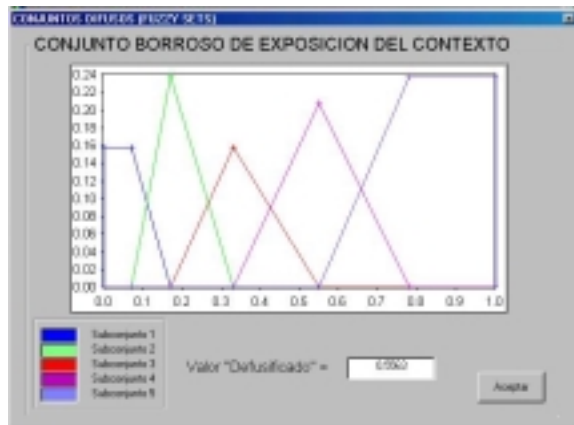 CONJUNTOS DIFUSOS (FUZZY SETS)
CONJUNTO BORROSO DE EXPOSICION DEL CONTEXTO
0.24
0.20
0.18
0.16
0.14
0.12
0.10
0.08
0.06
0.04
0.02
0.00
0.0 0.1 0.2 0.3 0.4 0.5 0.6 0.7 0.8 0.9 1.0
Subconjunto 1
Subconjunto 2
Subconjunto 3
Subconjunto 4
Subconjunto 5
Valor "Defusificado" =
Aceptar